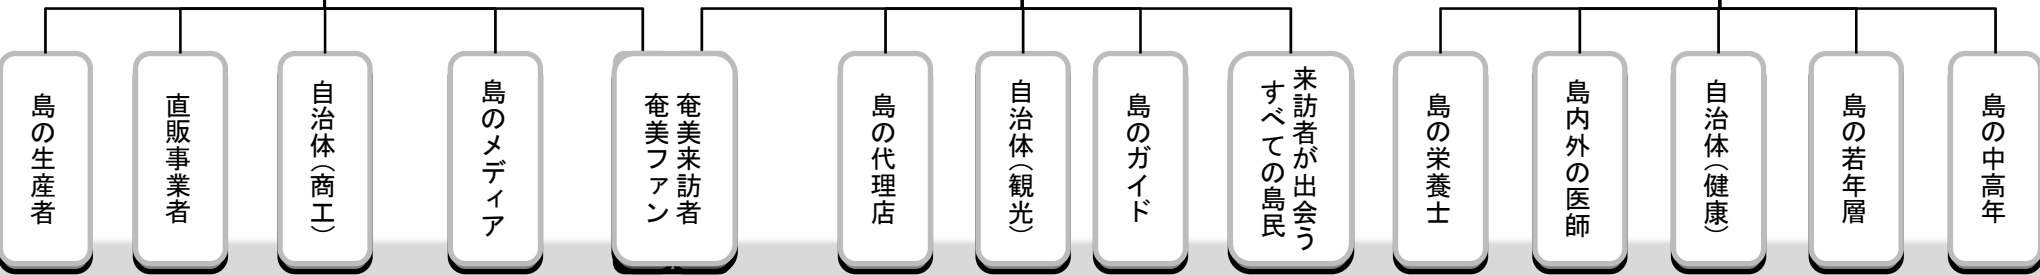 島の生産者
直販事業者
自治体（商工）
島のメディア
奄美来訪者
奄美ファン
島の代理店
自治体（観光）
島のガイド
来訪者が出会う
すべての島民
島の栄養士
島内外の医師
自治体（健康）
島の若年層
島の中高年